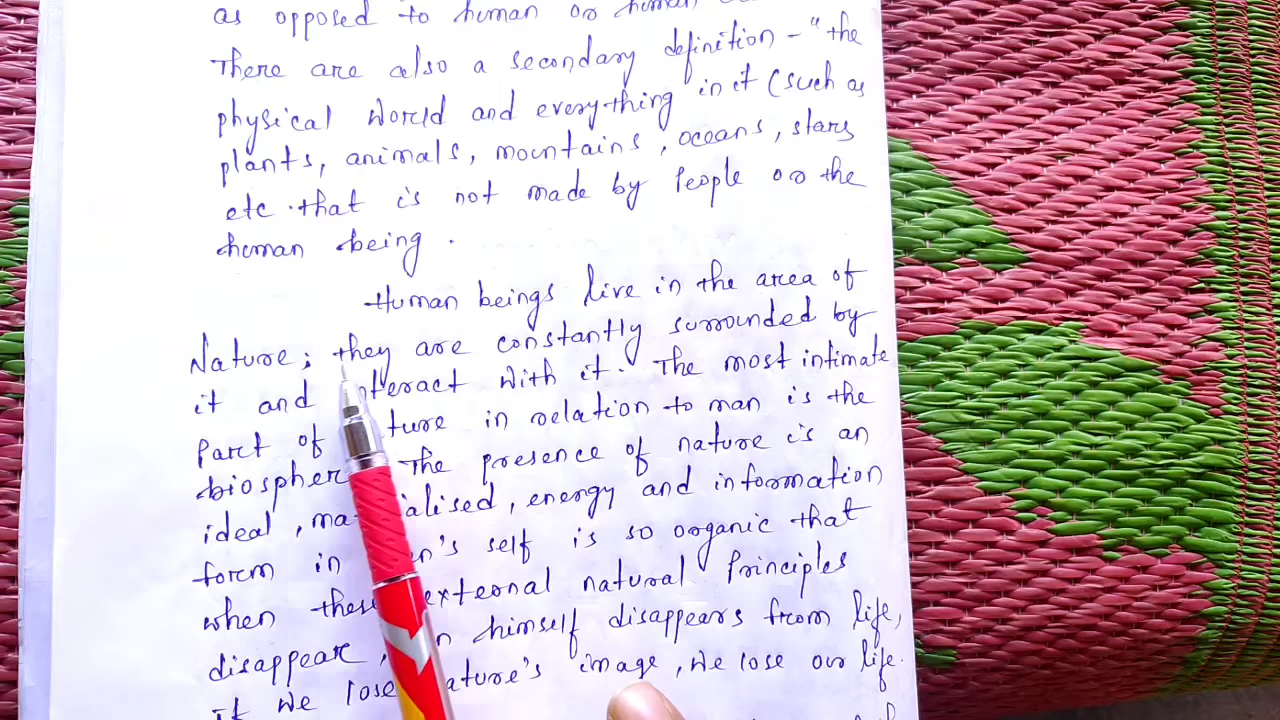 as opposed to human or human
There are also a secondary definition - "the
physical World and everything in it (such as
plants, animals, mountains, oceans, stars
etc. that is not made by People or the
human being.
Human beings live in the area of
Nature; they are constantly surrounded by
it and interact with it. The most intimate
Part of ture in relation to man is the
biospher The presence of nature is an
ideal, ma alised, energy and information
form in n's self is so organic that
when these external natural Principles
disappear, n himself disappears from life,
If We lose ature's image, We lose our life.